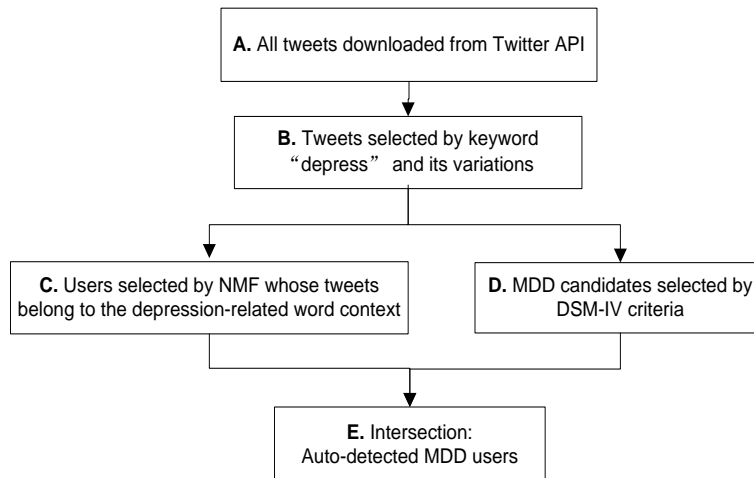 A. All tweets downloaded from Twitter API
B. Tweets selected by keyword
“depress” and its variations
C. Users selected by NMF whose tweets
belong to the depression-related word context
D. MDD candidates selected by
DSM-IV criteria
E. Intersection:
Auto-detected MDD users